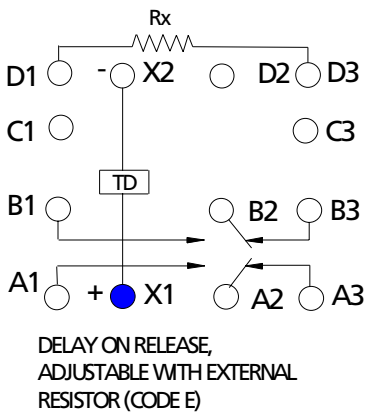 Rx
D1 - X2 D2 D3
C1 C3
TD
B1 B2 B3
A1 + X1 A2 A3
DELAY ON RELEASE,
ADJUSTABLE WITH EXTERNAL
RESISTOR (CODE E)